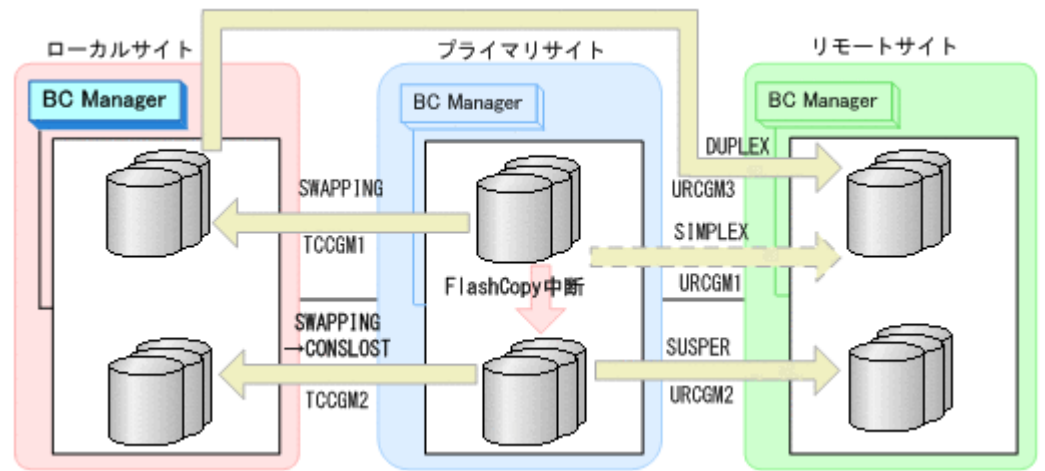 ローカルサイト
プライマリサイト
リモートサイト
BC Manager
BC Manager
BC Manager
DUPLEX
URCGM3
SWAPPING
TCCGM1
SIMPLEX
URCGM1
FlashCopy中断
SWAPPING
→CONSLOST
TCCGM2
SUSPER
URCGM2